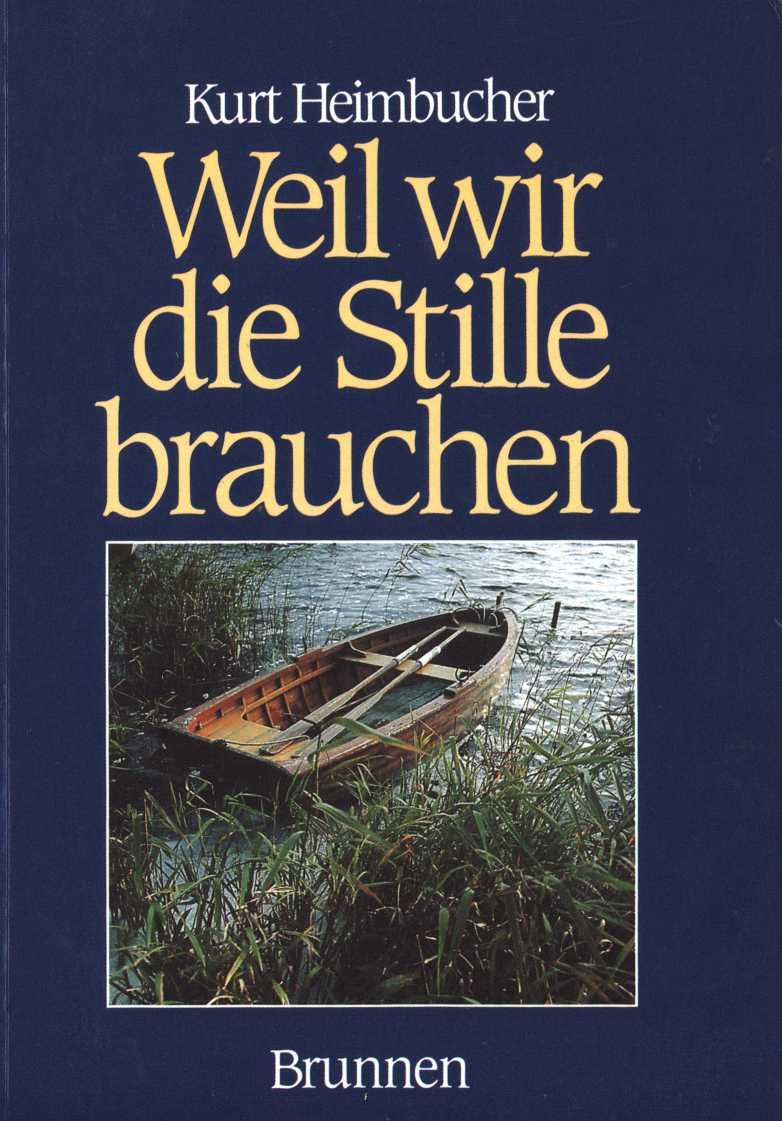 Kurt Heimbucher
Weil wir
die Stille
brauchen
Brunnen